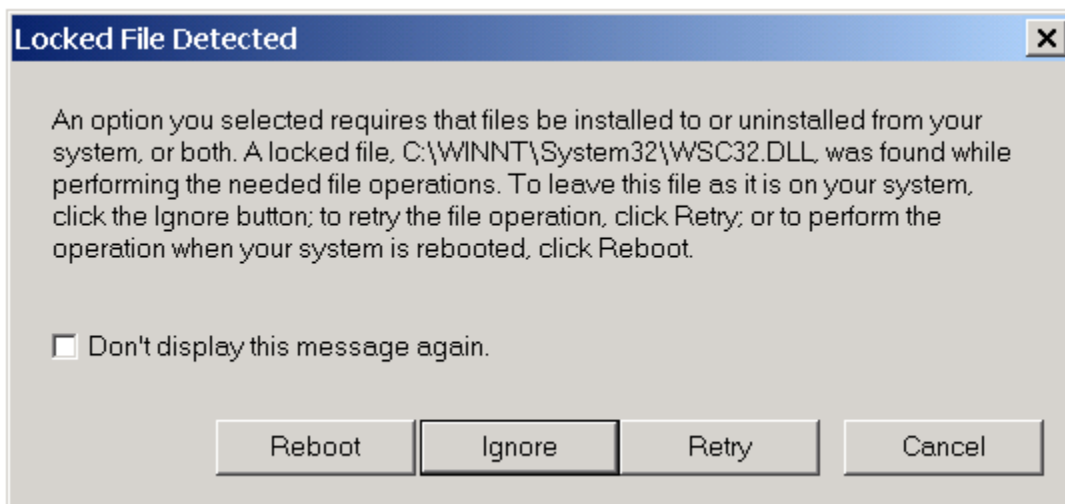 Locked File Detected
An option you selected requires that files be installed to or uninstalled from your
system, or both. A locked file, C:\WINNT\System32\WSC32.DLL, was found while
performing the needed file operations. To leave this file as it is on your system,
click the Ignore button; to retry the file operation, click Retry; or to perform the
operation when your system is rebooted, click Reboot.
Don't display this message again.
Reboot Ignore Retry Cancel